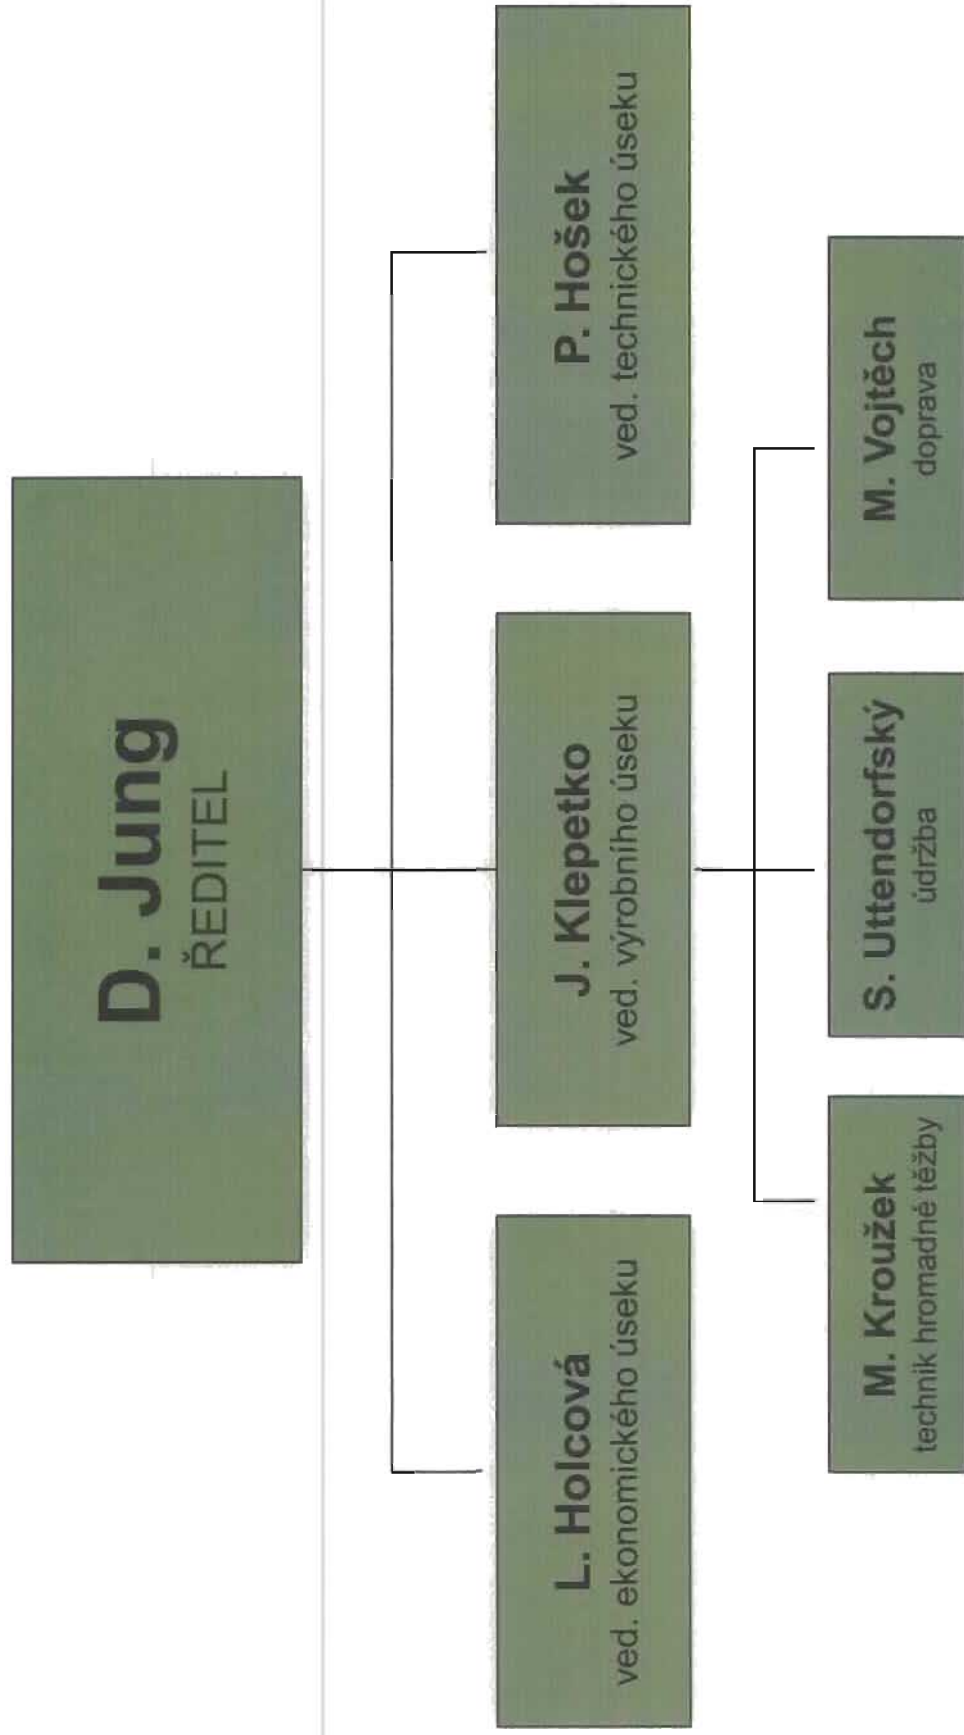 D. Jung
ŘEDITEL
L. Holcová
ved. ekonomického úseku
J. Klepetko
ved. výrobního úseku
P. Hošek
ved. technického úseku
M. Kroužek
technik hromadné těžby
S. Uttendorfský
údržba
M. Vojtěch
doprava